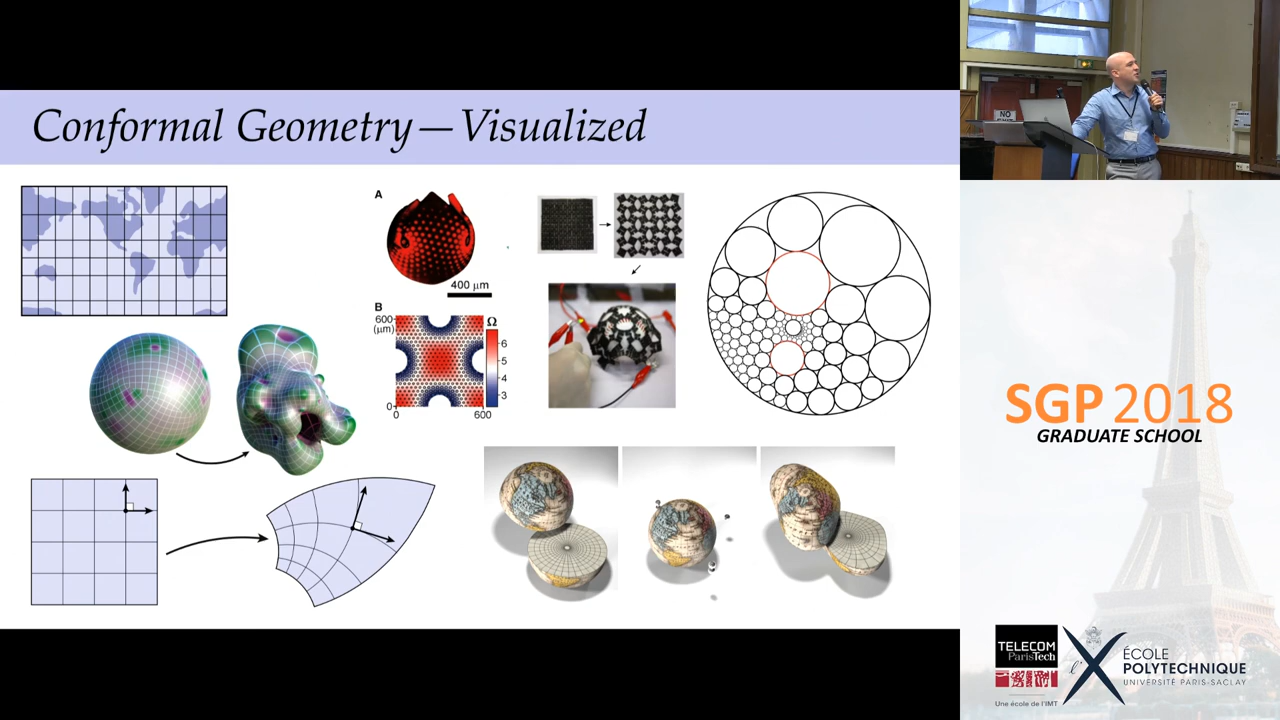 Conformal Geometry—Visualized
A
400 μm
B
600
(μm)
0
0
600
Ω
6
5
4
3
NO
SGP 2018
GRADUATE SCHOOL
TELECOM
ParisTech
Une école de l'IMT
ÉCOLE
POLYTECHNIQUE
UNIVERSITÉ PARIS-SACLAY